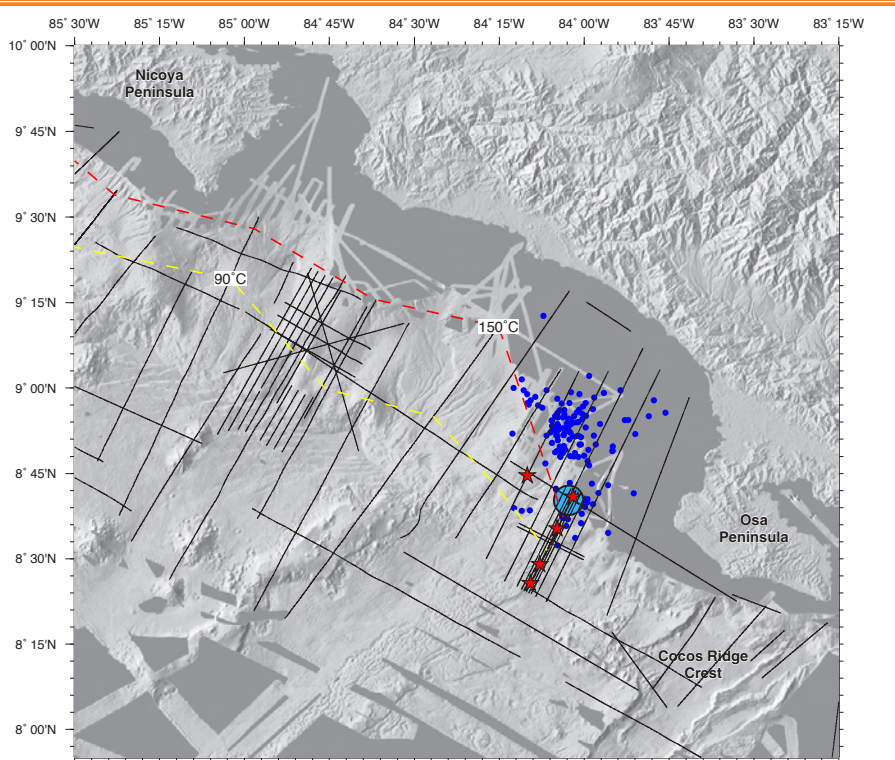 85˚30'W 85˚15'W 85˚00'W 84˚45'W 84˚30'W 84˚15'W 84˚00'W 83˚45'W 83˚30'W 83˚15'W
10˚00'N
Nicoya
Peninsula
9˚45'N
9˚30'N
90˚C
9˚15'N
150˚C
9˚00'N
8˚45'N
Osa
Peninsula
8˚30'N
8˚15'N
Cocos Ridge
Crest
8˚00'N